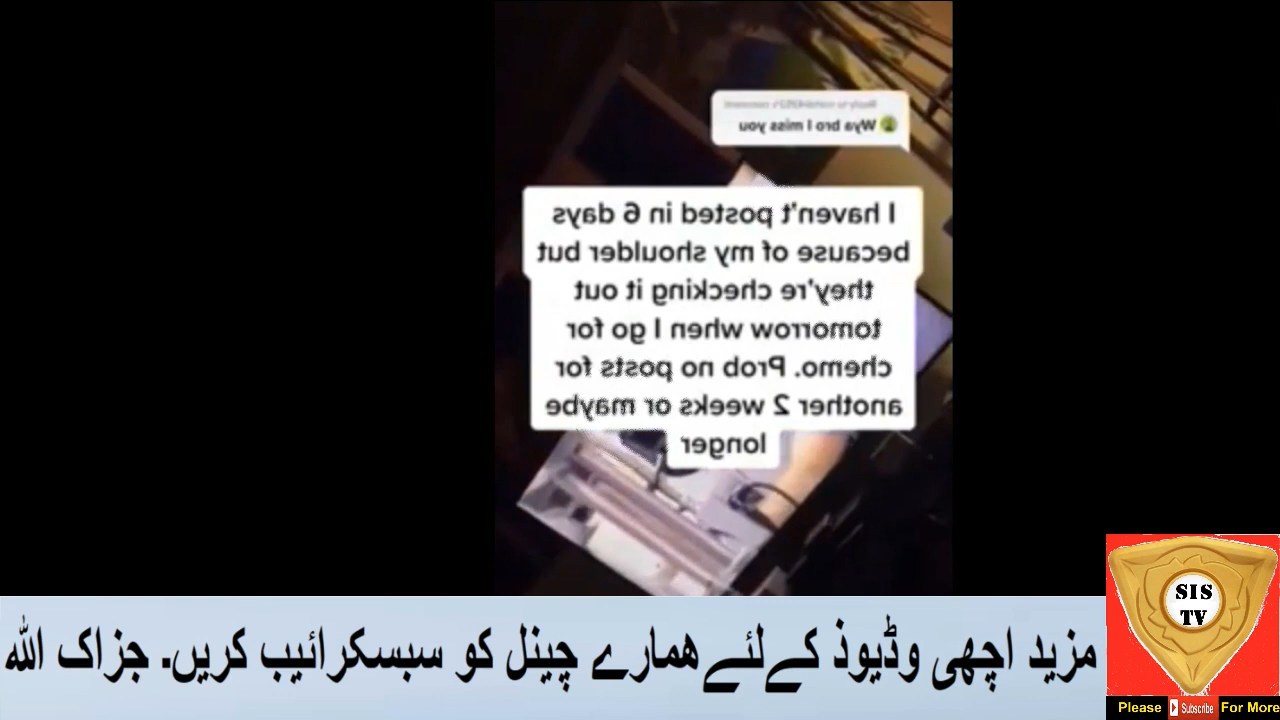 Wya bro I miss you
I haven't posted in 6 days
because of my shoulder but
they're checking it out
tomorrow when I go for
chemo. Prob no posts for
another 2 weeks or maybe
longer
SIS
TV
مزید اچھی وڈیوذ کےلئے ھمارے چینل کو سبسکرائیب کریں۔ جزاک اللہ
Please Subscribe For More